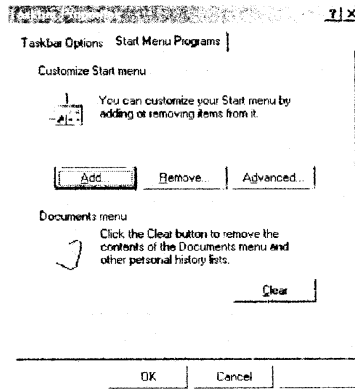 ? X
Taskbar Options Start Menu Programs
Customize Start menu
You can customize your Start menu by
adding or removing items from it.
Add... Remove... Advanced...
Documents menu
Click the Clear button to remove the
contents of the Documents menu and
other personal history lists.
Clear
OK Cancel